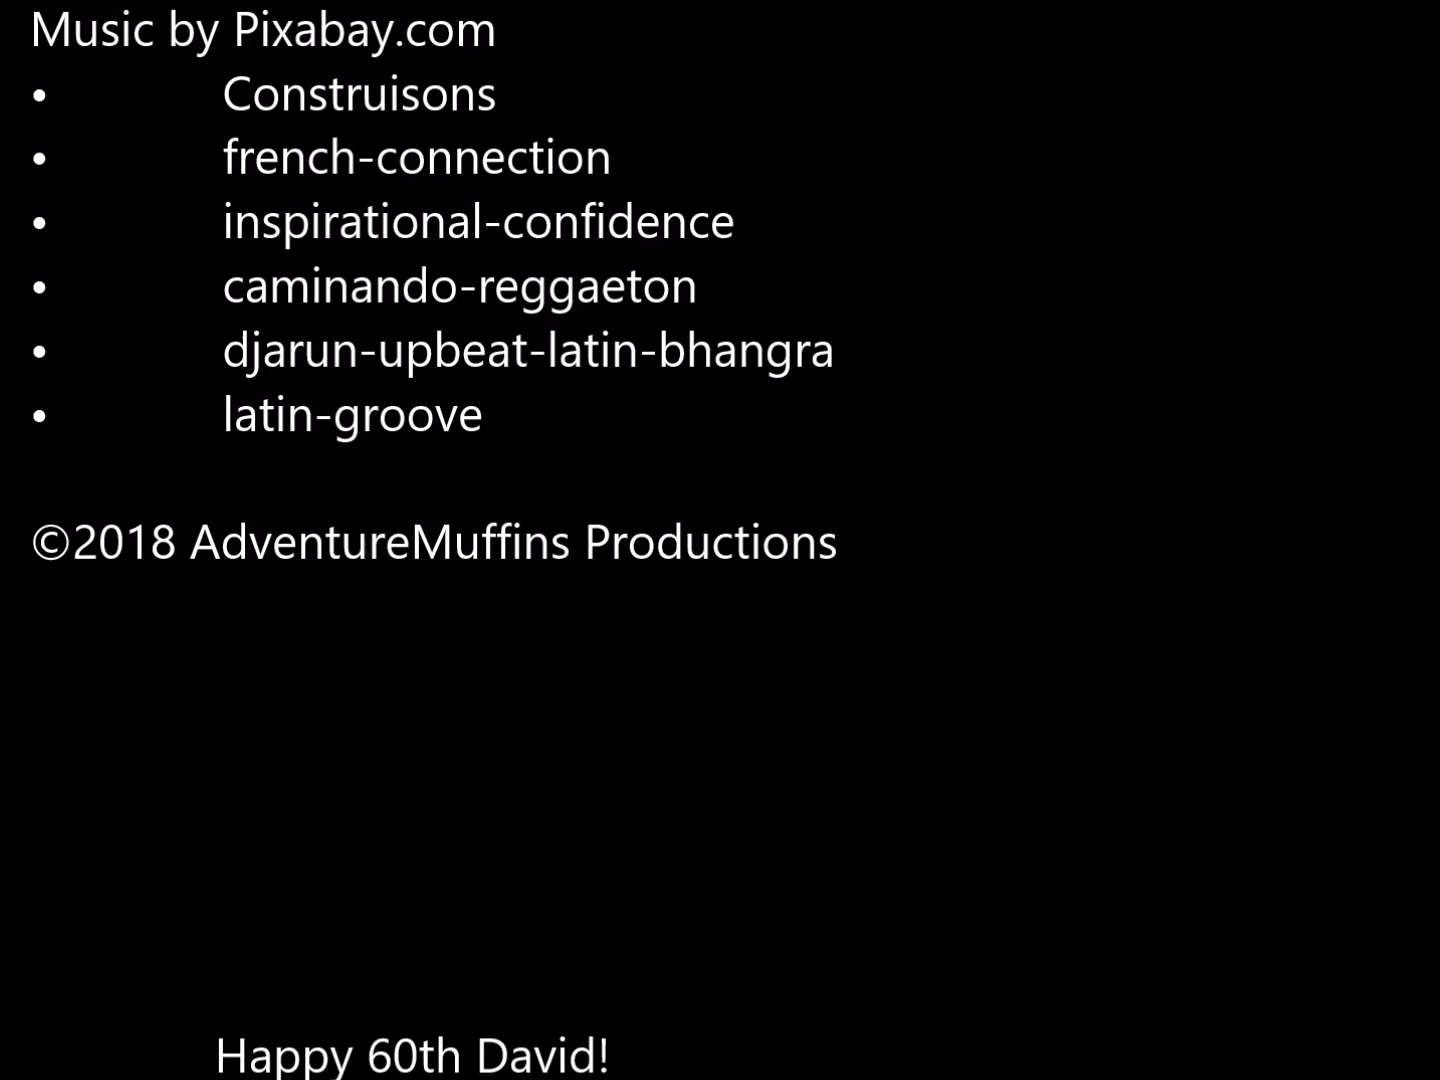 Music by Pixabay.com
• Construisons
• french-connection
• inspirational-confidence
• caminando-reggaeton
• djarun-upbeat-latin-bhangra
• latin-groove
©2018 AdventureMuffins Productions
Happy 60th David!